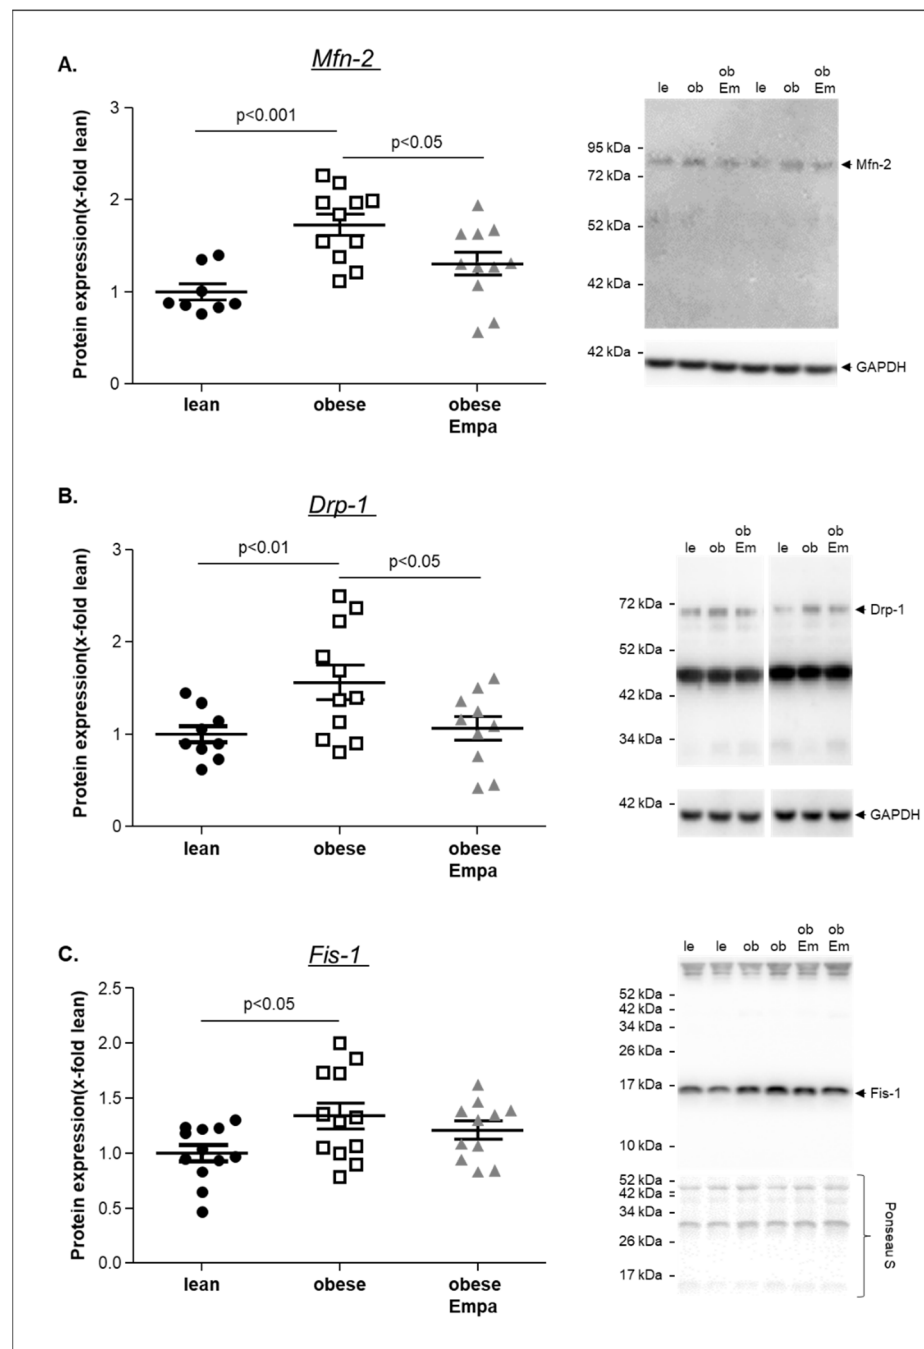 A.
Mfn-2
Protein expression(x-fold lean)
3
2
1
0
p<0.001
p<0.05
lean
obese
obese
Empa
le ob ob Em le ob ob Em
95 kDa
72 kDa
52 kDa
42 kDa
Mfn-2
42 kDa
GAPDH
B.
Drp-1
Protein expression(x-fold lean)
3
2
1
0
p<0.01
p<0.05
lean
obese
obese
Empa
le ob ob Em le ob ob Em
72 kDa
52 kDa
42 kDa
34 kDa
Drp-1
42 kDa
GAPDH
C.
Fis-1
Protein expression(x-fold lean)
2.5
2.0
1.5
1.0
0.5
0.0
p<0.05
lean
obese
obese
Empa
le le ob ob ob Em ob Em
52 kDa
42 kDa
34 kDa
26 kDa
17 kDa
10 kDa
Fis-1
52 kDa
42 kDa
34 kDa
26 kDa
17 kDa
Ponseau S